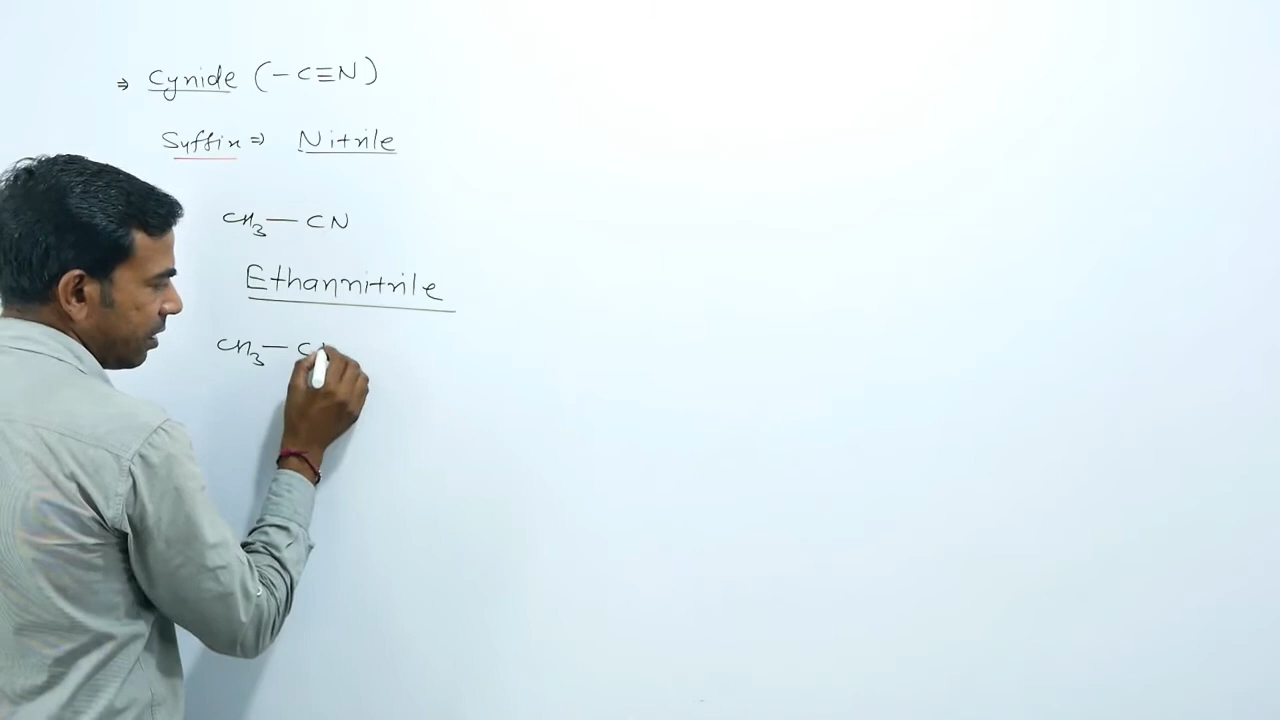 ⇒ Cynide (-C≡N)
Suffix ⇒ Nitrile
CH₃—CN
Ethannitrile
CH₃—C